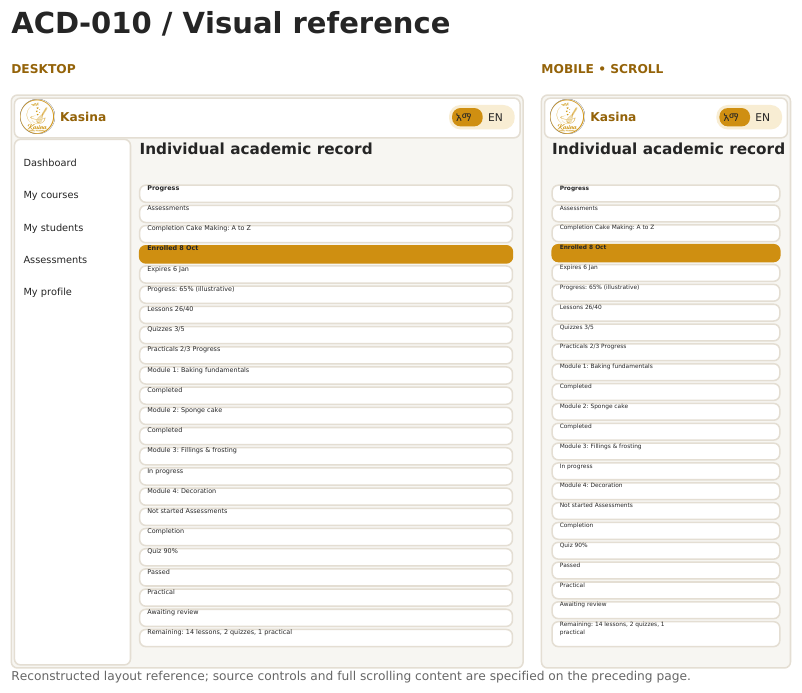 ACD-010 / Visual reference
DESKTOP
Kasina
Kasina
አማ
EN
Dashboard
My courses
My students
Assessments
My profile
Individual academic record
Progress
Assessments
Completion Cake Making: A to Z
Enrolled 8 Oct
Expires 6 Jan
Progress: 65% (illustrative)
Lessons 26/40
Quizzes 3/5
Practicals 2/3 Progress
Module 1: Baking fundamentals
Completed
Module 2: Sponge cake
Completed
Module 3: Fillings & frosting
In progress
Module 4: Decoration
Not started Assessments
Completion
Quiz 90%
Passed
Practical
Awaiting review
Remaining: 14 lessons, 2 quizzes, 1 practical
MOBILE • SCROLL
Kasina
Kasina
አማ
EN
Individual academic record
Progress
Assessments
Completion Cake Making: A to Z
Enrolled 8 Oct
Expires 6 Jan
Progress: 65% (illustrative)
Lessons 26/40
Quizzes 3/5
Practicals 2/3 Progress
Module 1: Baking fundamentals
Completed
Module 2: Sponge cake
Completed
Module 3: Fillings & frosting
In progress
Module 4: Decoration
Not started Assessments
Completion
Quiz 90%
Passed
Practical
Awaiting review
Remaining: 14 lessons, 2 quizzes, 1
practical
Reconstructed layout reference; source controls and full scrolling content are specified on the preceding page.